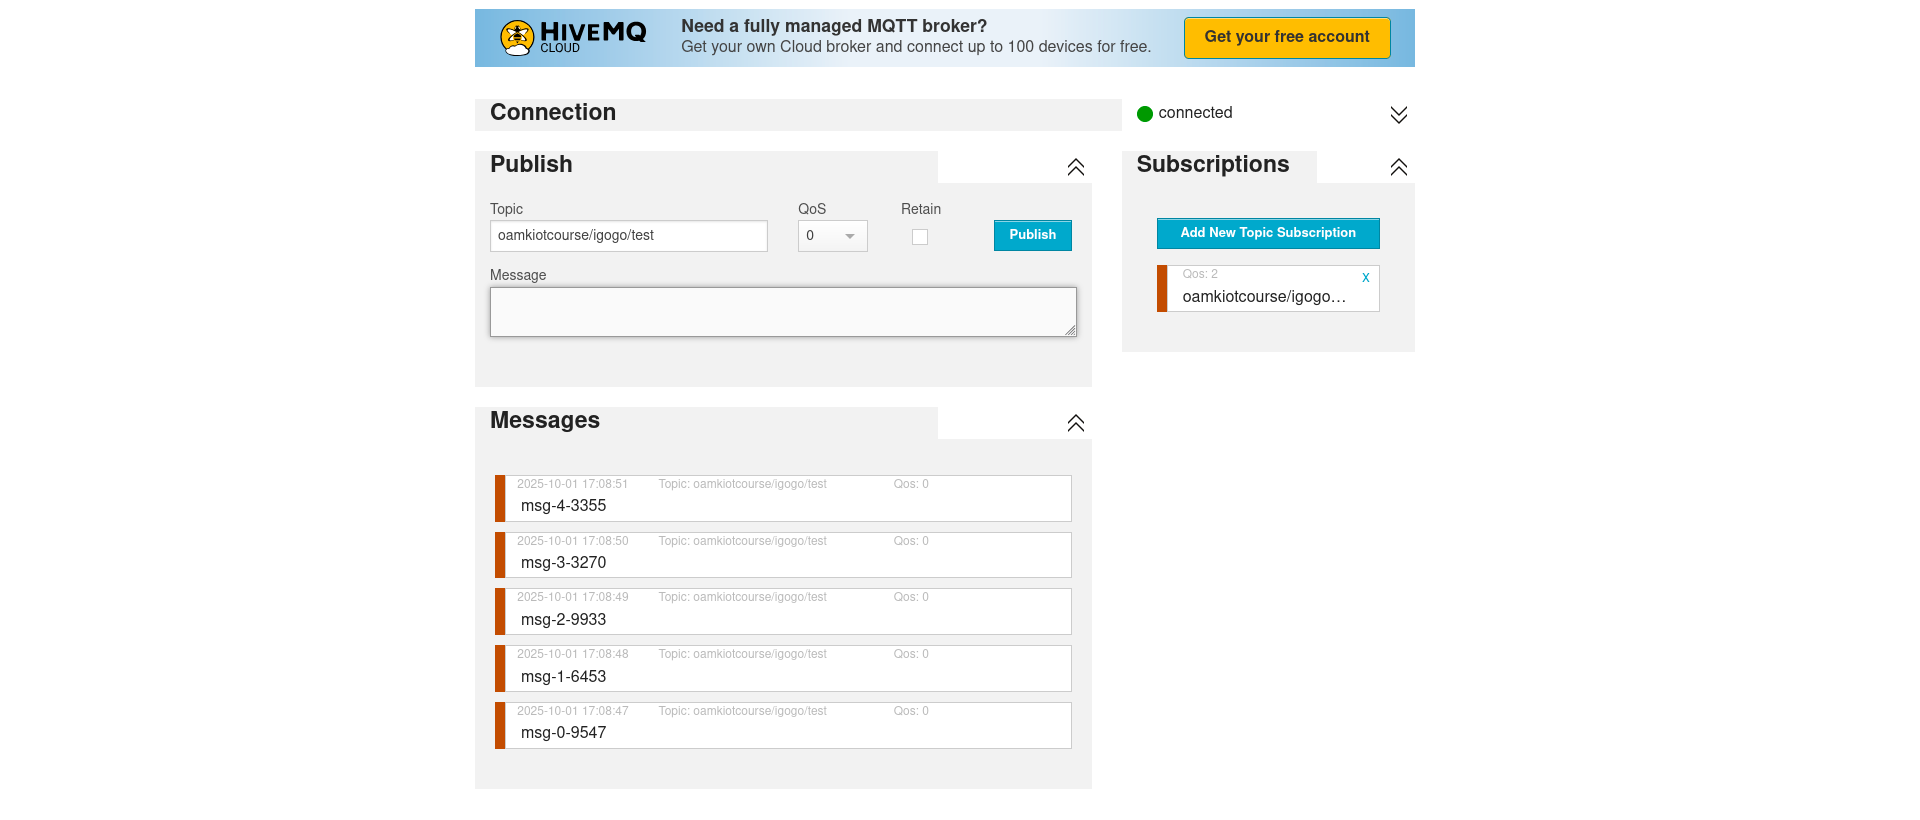 HIVEMQ
CLOUD
Need a fully managed MQTT broker?
Get your own Cloud broker and connect up to 100 devices for free.
Get your free account
Connection
connected
Publish
Topic
QoS
Retain
oamkiotcourse/igogo/test
0
Publish
Message
Subscriptions
Add New Topic Subscription
Qos: 2
x
oamkiotcourse/igogo…
Messages
2025-10-01 17:08:51 Topic: oamkiotcourse/igogo/test Qos: 0
msg-4-3355
2025-10-01 17:08:50 Topic: oamkiotcourse/igogo/test Qos: 0
msg-3-3270
2025-10-01 17:08:49 Topic: oamkiotcourse/igogo/test Qos: 0
msg-2-9933
2025-10-01 17:08:48 Topic: oamkiotcourse/igogo/test Qos: 0
msg-1-6453
2025-10-01 17:08:47 Topic: oamkiotcourse/igogo/test Qos: 0
msg-0-9547